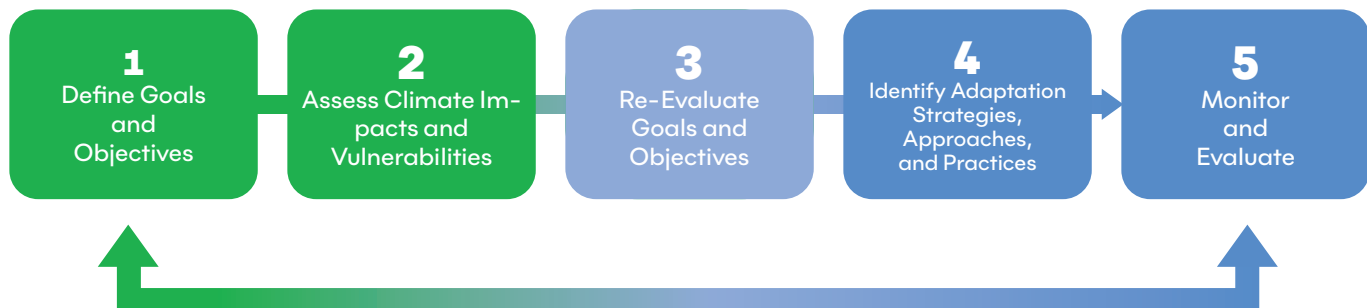 1
Define Goals
and
Objectives
2
Assess Climate Im-
pacts and
Vulnerabilities
3
Re-Evaluate
Goals and
Objectives
4
Identify Adaptation
Strategies,
Approaches,
and Practices
5
Monitor
and
Evaluate